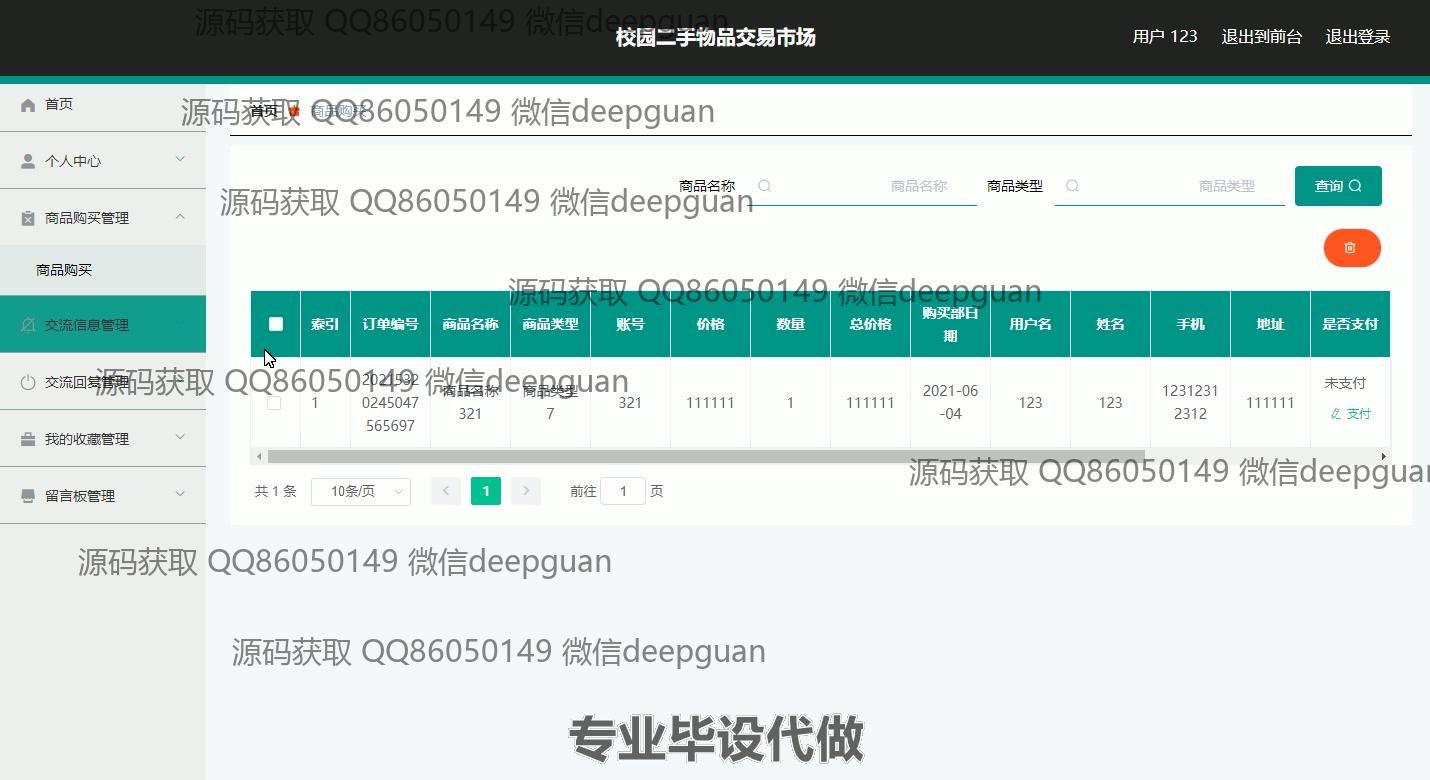 源码获取 QQ86050149 微信deepguan
校园二手物品交易市场
用户 123 退出到前台 退出登录
首页
个人中心
商品购买管理
商品购买
交流信息管理
交流回复管理
我的收藏管理
留言板管理
源码获取 QQ86050149 微信deepguan
首页 商品购买
商品名称 商品名称 商品类型 商品类型 查询
源码获取 QQ86050149 微信deepguan
源码获取 QQ86050149 微信deepguan
索引 订单编号 商品名称 商品类型 账号 价格 数量 总价格 购买部日期 用户名 姓名 手机 地址 是否支付
源码获取 QQ86050149 微信deepguan
1 0245047 565697 商品名称321 商品类型7 321 111111 1 111111 2021-06-04 123 123 12312312312 111111 未支付 支付
源码获取 QQ86050149 微信deepguan
共 1 条 10条/页 1 前往 1 页
源码获取 QQ86050149 微信deepguan
源码获取 QQ86050149 微信deepguan
专业毕设代做